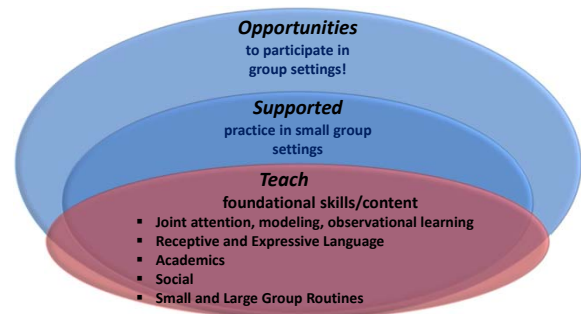 Opportunities
to participate in
group settings!
Supported
practice in small group
settings
Teach
foundational skills/content
▪ Joint attention, modeling, observational learning
▪ Receptive and Expressive Language
▪ Academics
▪ Social
▪ Small and Large Group Routines